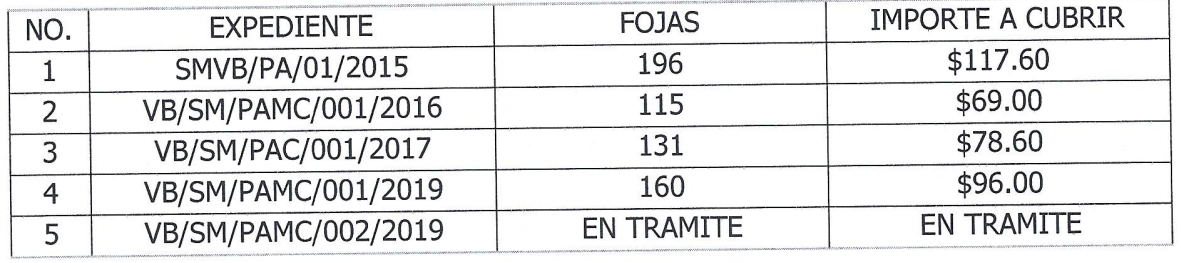 NO. EXPEDIENTE FOJAS IMPORTE A CUBRIR
1 SMVB/PA/01/2015 196 $117.60
2 VB/SM/PAMC/001/2016 115 $69.00
3 VB/SM/PAC/001/2017 131 $78.60
4 VB/SM/PAMC/001/2019 160 $96.00
5 VB/SM/PAMC/002/2019 EN TRAMITE EN TRAMITE